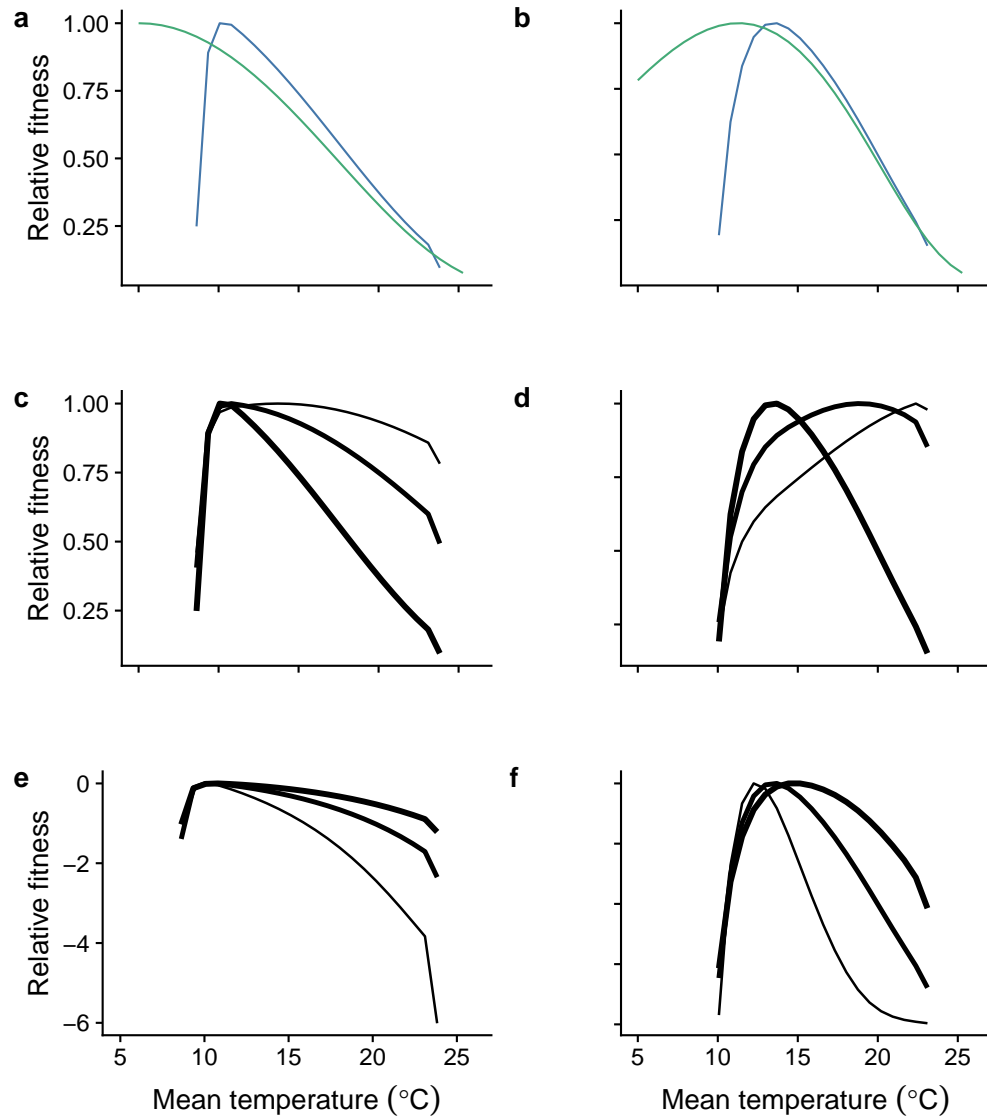 a
b
1.00
0.75
0.50
0.25
Relative fitness
c
d
1.00
0.75
0.50
0.25
Relative fitness
e
f
0
−2
−4
−6
Relative fitness
5 10 15 20 25
5 10 15 20 25
Mean temperature (°C)
Mean temperature (°C)